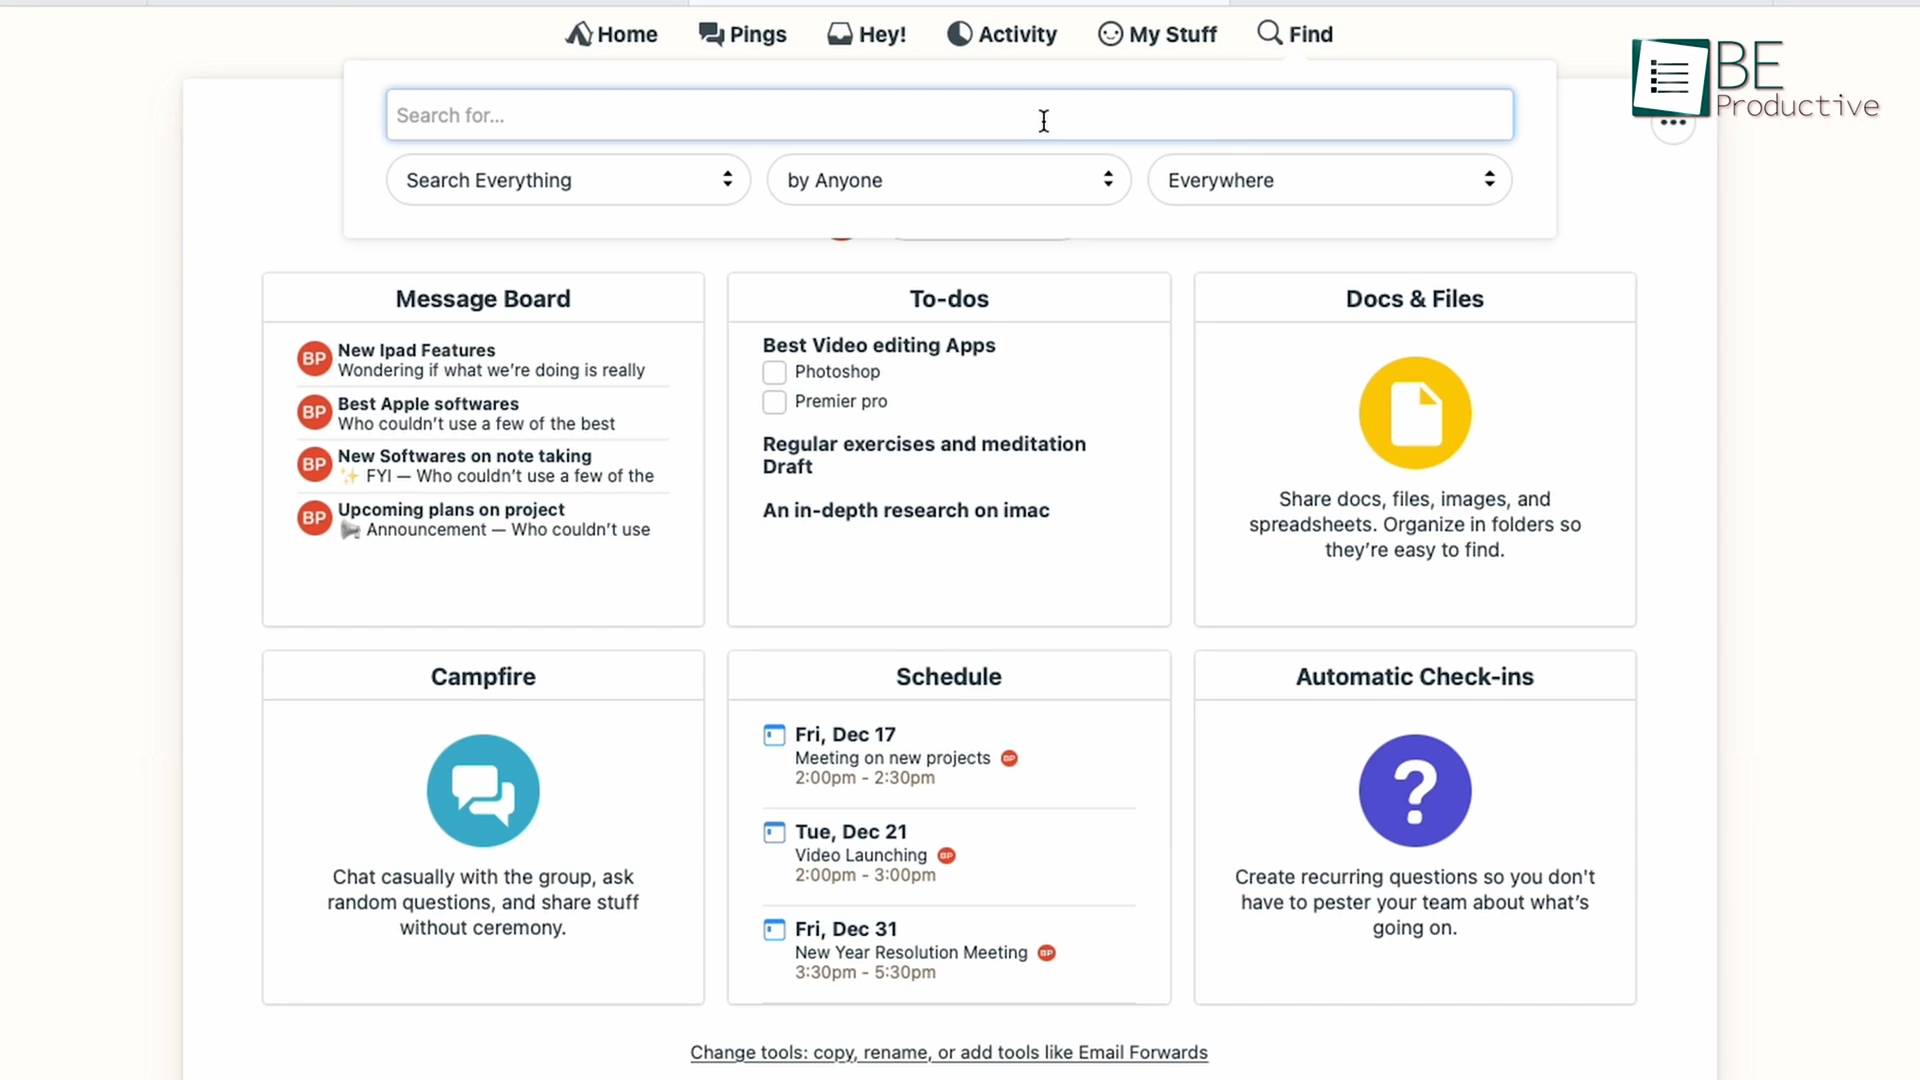 Home
Pings
Hey!
Activity
My Stuff
Find
BE
Productive
Search for...
Search Everything
by Anyone
Everywhere
Message Board
BP
New Ipad Features
Wondering if what we're doing is really
BP
Best Apple softwares
Who couldn't use a few of the best
BP
New Softwares on note taking
✨ FYI — Who couldn't use a few of the
BP
Upcoming plans on project
📣 Announcement — Who couldn't use
To-dos
Best Video editing Apps
Photoshop
Premier pro
Regular exercises and meditation
Draft
An in-depth research on imac
Docs & Files
Share docs, files, images, and
spreadsheets. Organize in folders so
they're easy to find.
Campfire
Chat casually with the group, ask
random questions, and share stuff
without ceremony.
Schedule
Fri, Dec 17
Meeting on new projects BP
2:00pm - 2:30pm
Tue, Dec 21
Video Launching BP
2:00pm - 3:00pm
Fri, Dec 31
New Year Resolution Meeting BP
3:30pm - 5:30pm
Automatic Check-ins
?
Create recurring questions so you don't
have to pester your team about what's
going on.
Change tools: copy, rename, or add tools like Email Forwards